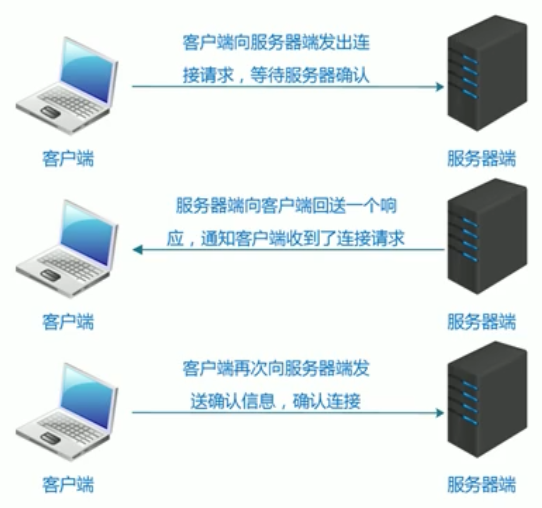 客户端向服务器端发出连
接请求，等待服务器确认
客户端
服务器端
服务器端向客户端回送一个响
应，通知客户端收到了连接请求
客户端
服务器端
客户端再次向服务器端发
送确认信息，确认连接
客户端
服务器端